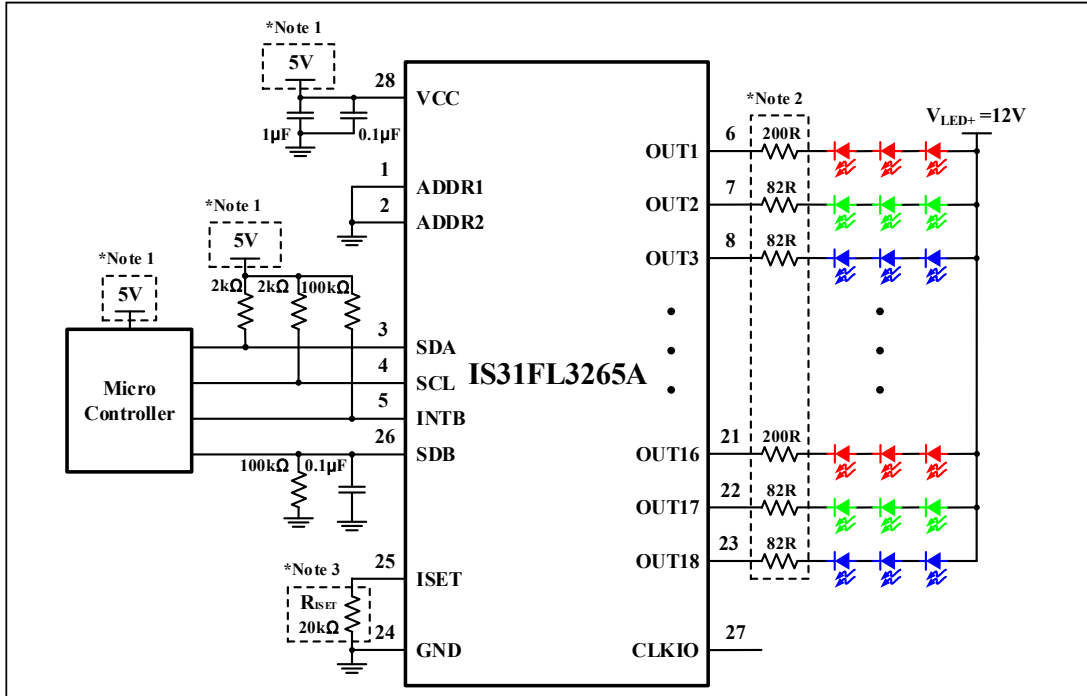 *Note 1
5V
28
VCC
1μF
0.1μF
1
ADDR1
2
ADDR2
*Note 1
5V
*Note 1
5V
2kΩ
2kΩ
100kΩ
Micro
Controller
3
SDA
4
SCL
5
INTB
26
SDB
100kΩ
0.1μF
*Note 3
RISET
20kΩ
25
ISET
24
GND
IS31FL3265A
*Note 2
VLED+ =12V
OUT1
6
200R
OUT2
7
82R
OUT3
8
82R
OUT16
21
200R
OUT17
22
82R
OUT18
23
82R
CLKIO
27